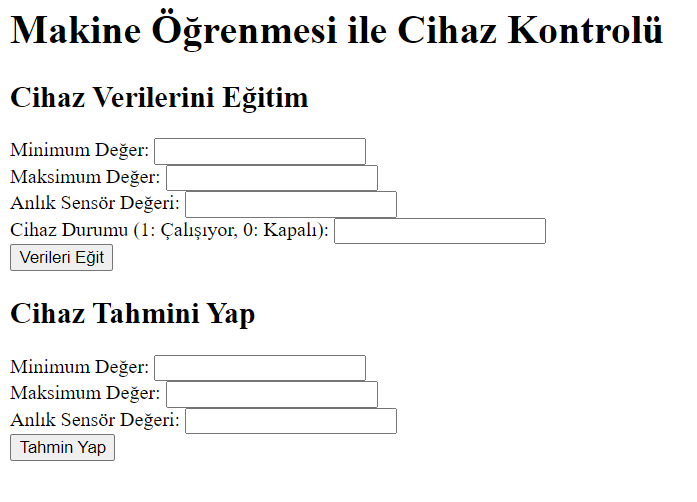 Makine Öğrenmesi ile Cihaz Kontrolü
Cihaz Verilerini Eğitim
Minimum Değer:
Maksimum Değer:
Anlık Sensör Değeri:
Cihaz Durumu (1: Çalışıyor, 0: Kapalı):
Verileri Eğit
Cihaz Tahmini Yap
Minimum Değer:
Maksimum Değer:
Anlık Sensör Değeri:
Tahmin Yap